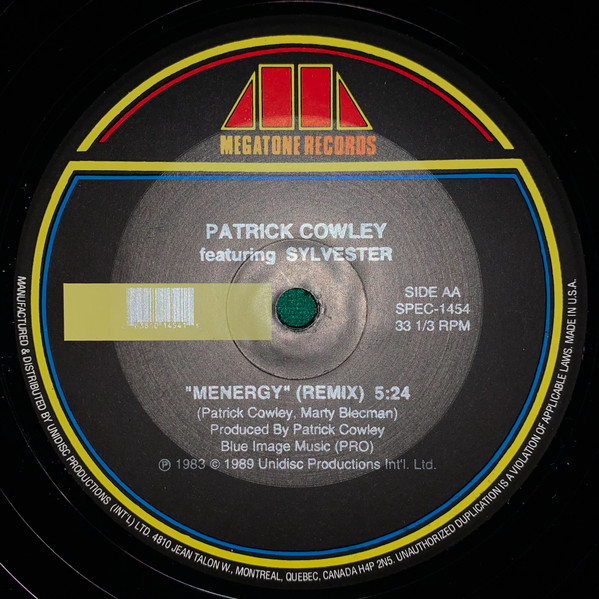 MEGATONE RECORDS
PATRICK COWLEY
featuring SYLVESTER
SIDE AA
SPEC-1454
33 1/3 RPM
"MENERGY" (REMIX) 5:24
(Patrick Cowley, Marty Blecman)
Produced By Patrick Cowley
Blue Image Music (PRO)
℗ 1983 © 1989 Unidisc Productions Int'l. Ltd.
MANUFACTURED & DISTRIBUTED BY UNIDISC PRODUCTIONS (INT'L) LTD. 4810 JEAN TALON W., MONTREAL, QUEBEC, CANADA H4P 2N5. UNAUTHORIZED DUPLICATION IS A VIOLATION OF APPLICABLE LAWS. MADE IN U.S.A.